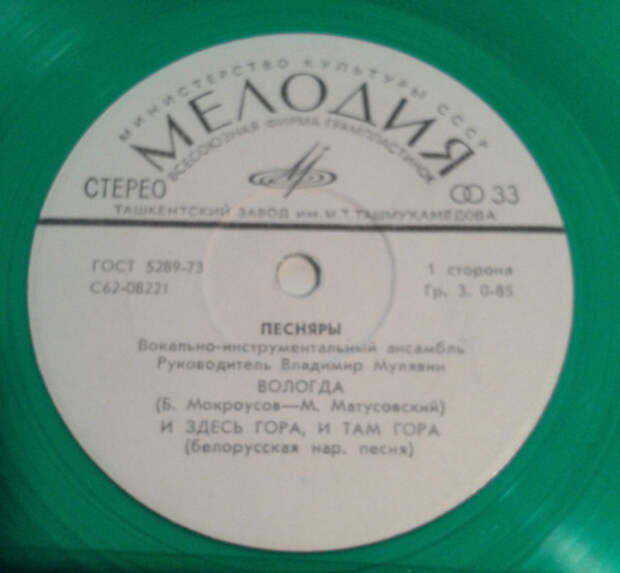 МИНИСТЕРСТВО КУЛЬТУРЫ СССР
МЕЛОДИЯ
ВСЕСОЮЗНАЯ ФИРМА ГРАМПЛАСТИНОК
СТЕРЕО
33
ТАШКЕНТСКИЙ ЗАВОД ИМ. М. Т. ТАШМУХАМЕДОВА
ГОСТ 5289-73
1 сторона
С62-08221
Гр. 3. 0-85
ПЕСНЯРЫ
Вокально-инструментальный ансамбль
Руководитель Владимир Мулявин
ВОЛОГДА
(Б. Мокроусов—М. Матусовский)
И ЗДЕСЬ ГОРА, И ТАМ ГОРА
(белорусская нар. песня)